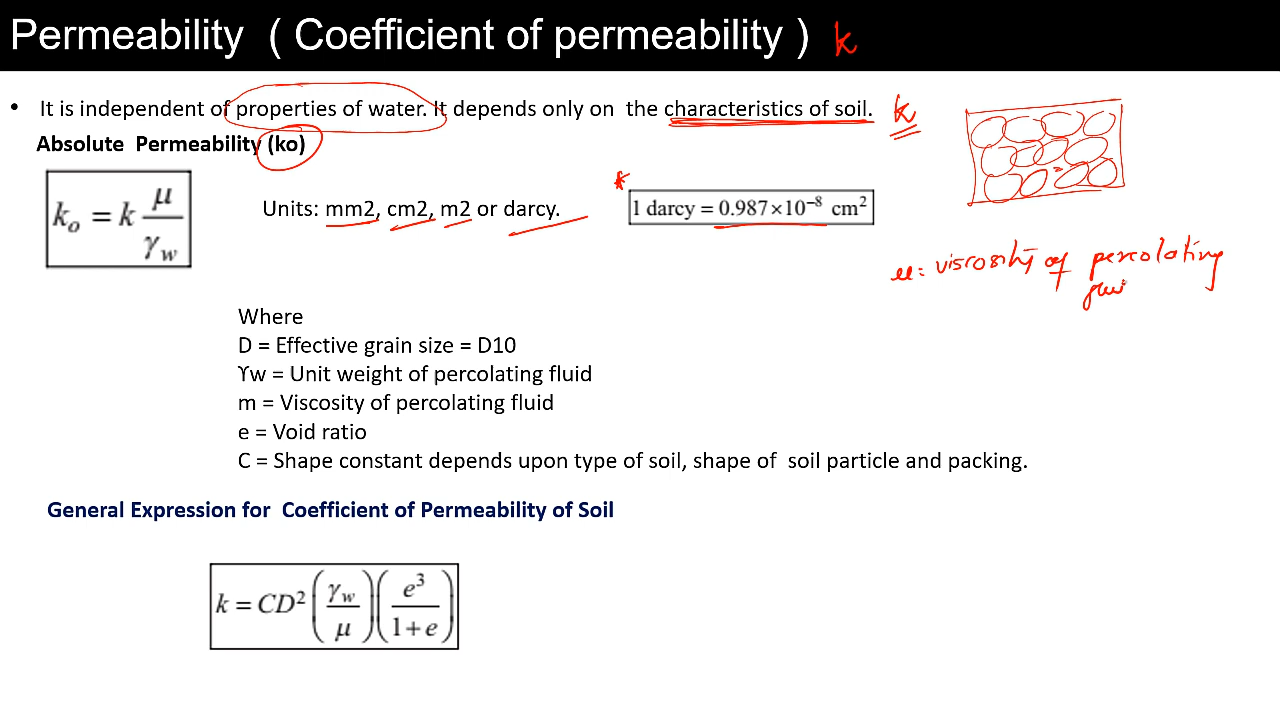 Permeability ( Coefficient of permeability ) k
• It is independent of properties of water. It depends only on the characteristics of soil. k
Absolute Permeability (ko)
k₀ = k μ/γw
Units: mm2, cm2, m2 or darcy.
1 darcy = 0.987×10⁻⁸ cm²
μ = viscosity of percolating
Where
D = Effective grain size = D10
ϒw = Unit weight of percolating fluid
m = Viscosity of percolating fluid
e = Void ratio
C = Shape constant depends upon type of soil, shape of soil particle and packing.
General Expression for Coefficient of Permeability of Soil
k = CD² (γw/μ) (e³/1+e)